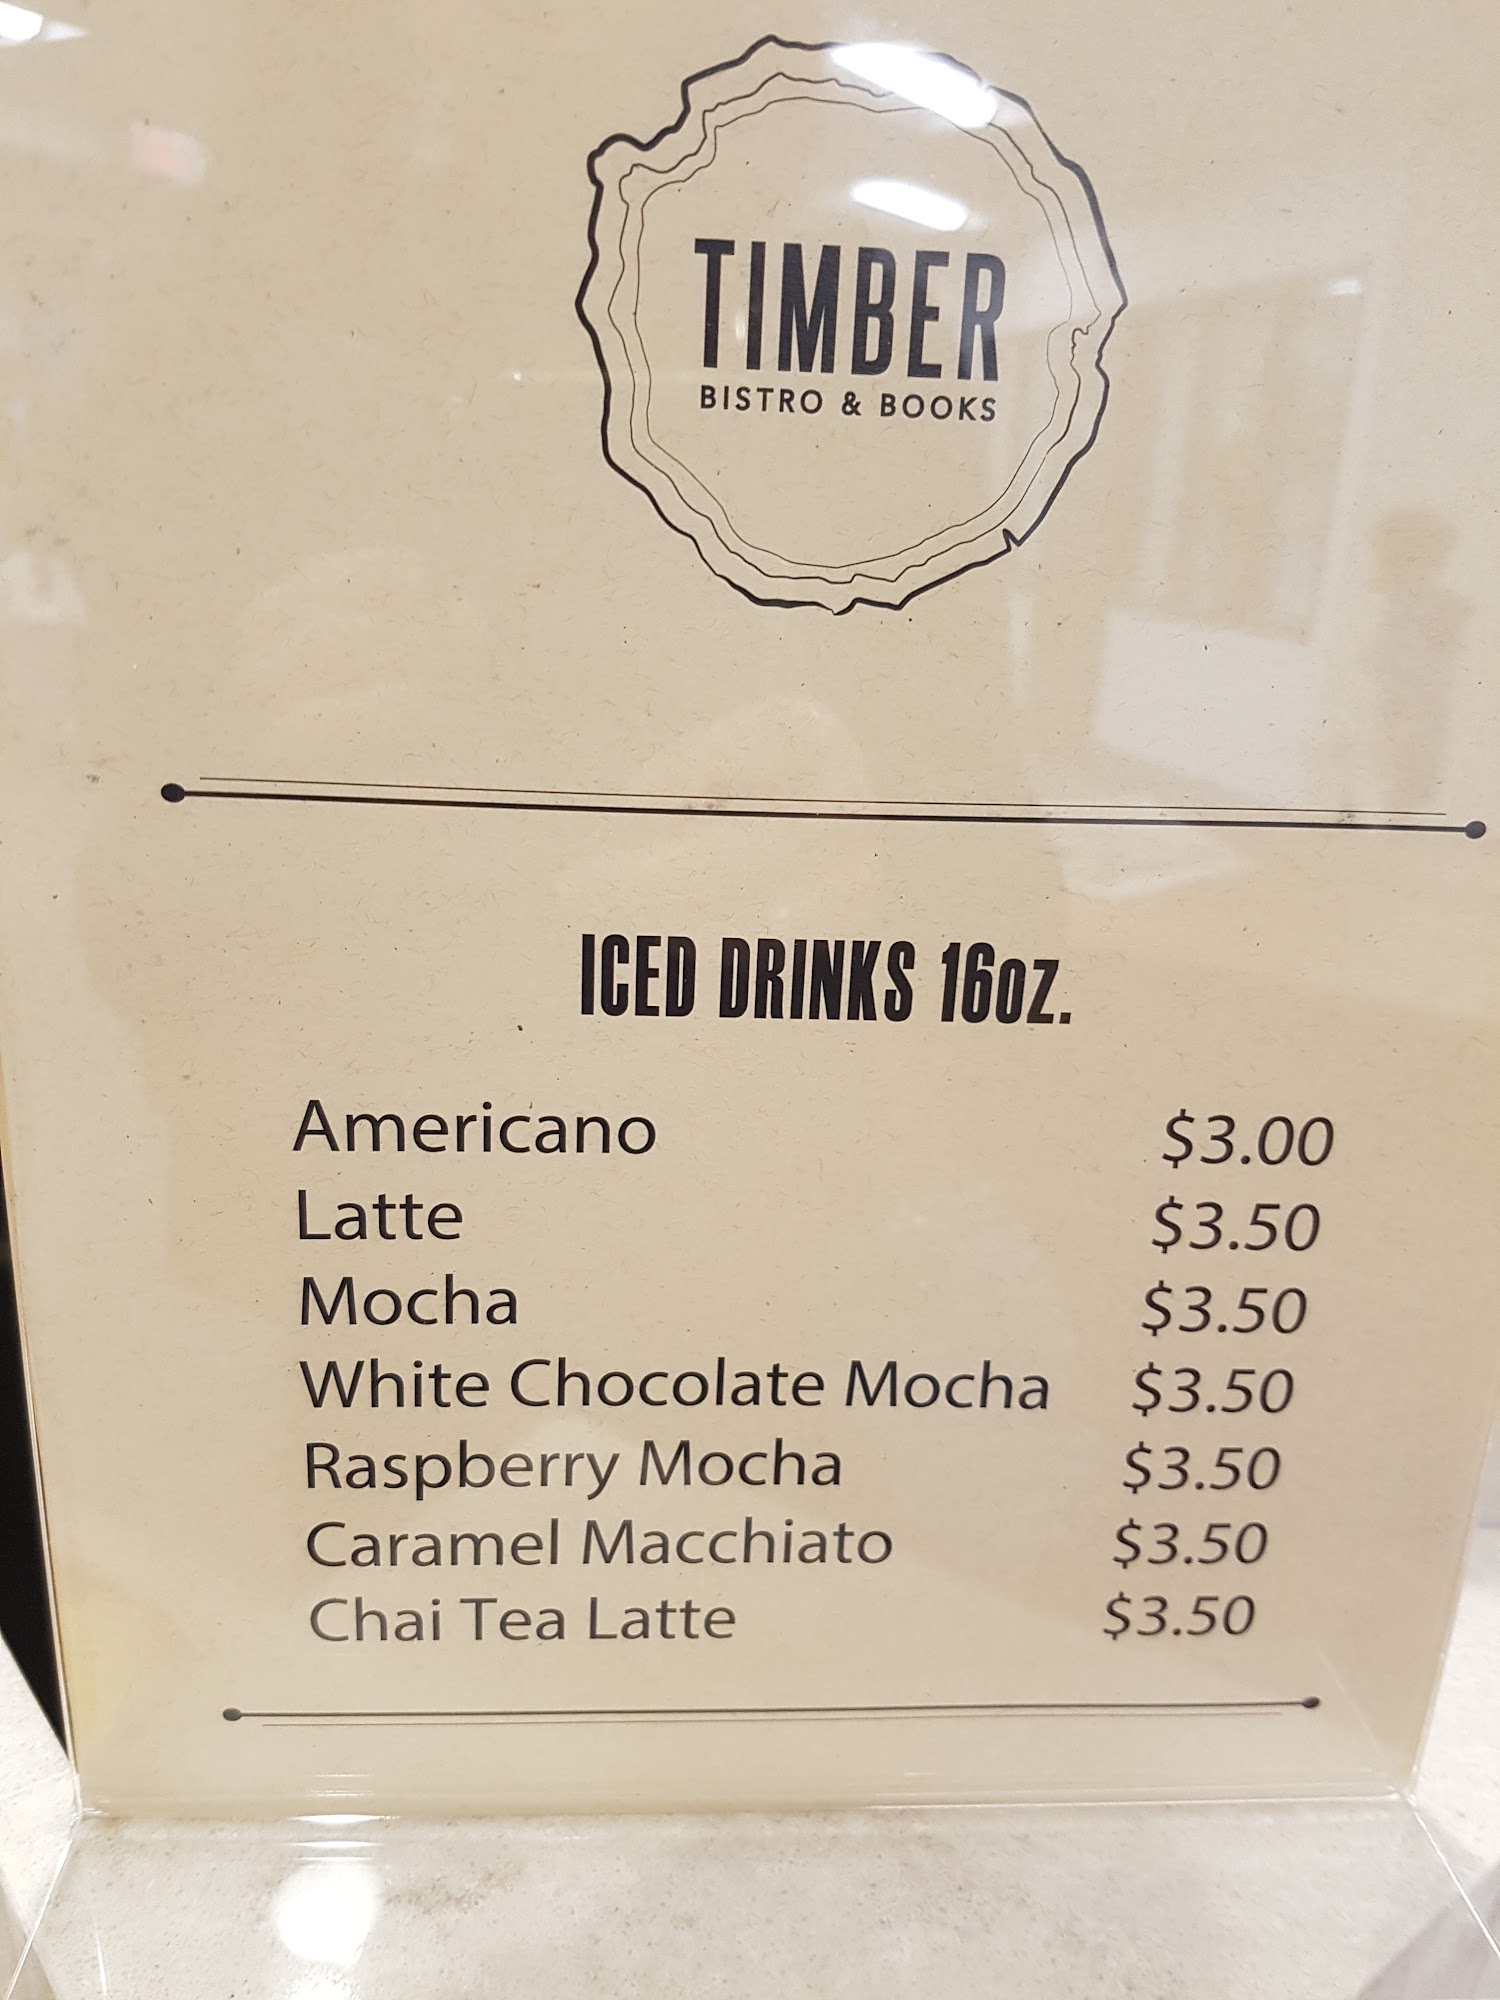 TIMBER
BISTRO & BOOKS
ICED DRINKS 16OZ.
Americano $3.00
Latte $3.50
Mocha $3.50
White Chocolate Mocha $3.50
Raspberry Mocha $3.50
Caramel Macchiato $3.50
Chai Tea Latte $3.50